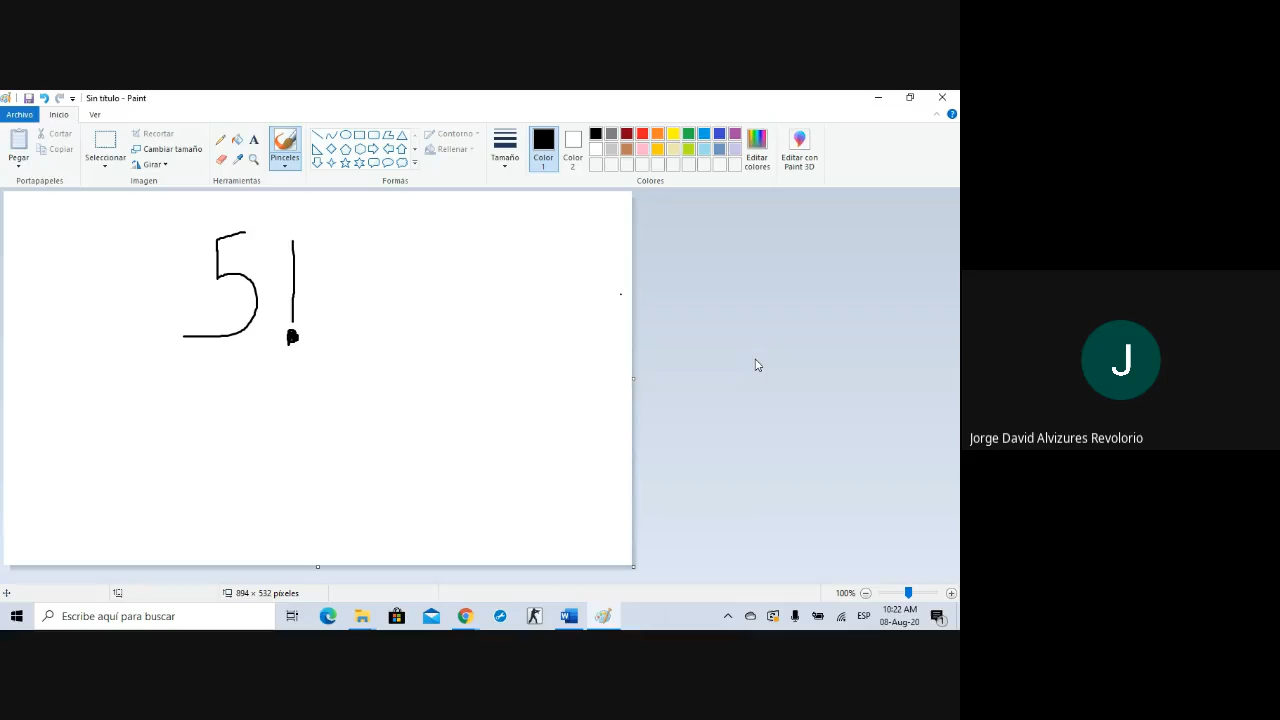 Sin título - Paint
Archivo Inicio Ver
Pegar
Cortar
Copiar
Portapapeles
Seleccionar
Recortar
Cambiar tamaño
Girar
Imagen
A
Herramientas
Pinceles
Contorno
Rellenar
Formas
Tamaño
Color 1
Color 2
Editar colores
Colores
Editar con Paint 3D
5!
J
Jorge David Alvizures Revolorio
894 × 532 píxeles
100%
Escribe aquí para buscar
ESP
10:22 AM
08-Aug-20
1